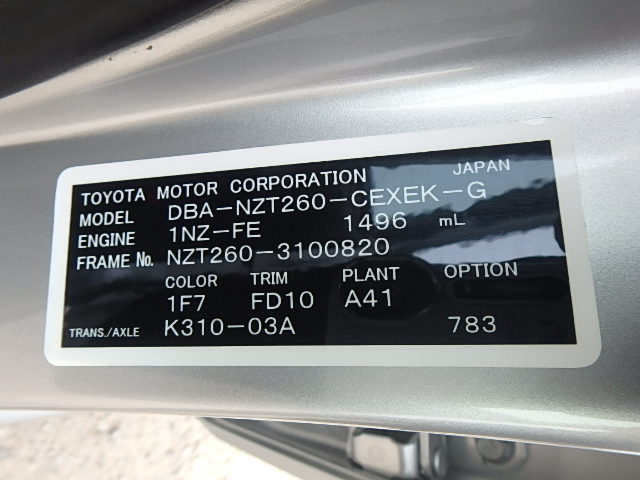 TOYOTA MOTOR CORPORATION JAPAN
MODEL DBA-NZT260-CEXEK-G
ENGINE 1NZ-FE 1496 mL
FRAME No. NZT260-3100820
COLOR TRIM PLANT OPTION
1F7 FD10 A41
TRANS./AXLE K310-03A 783